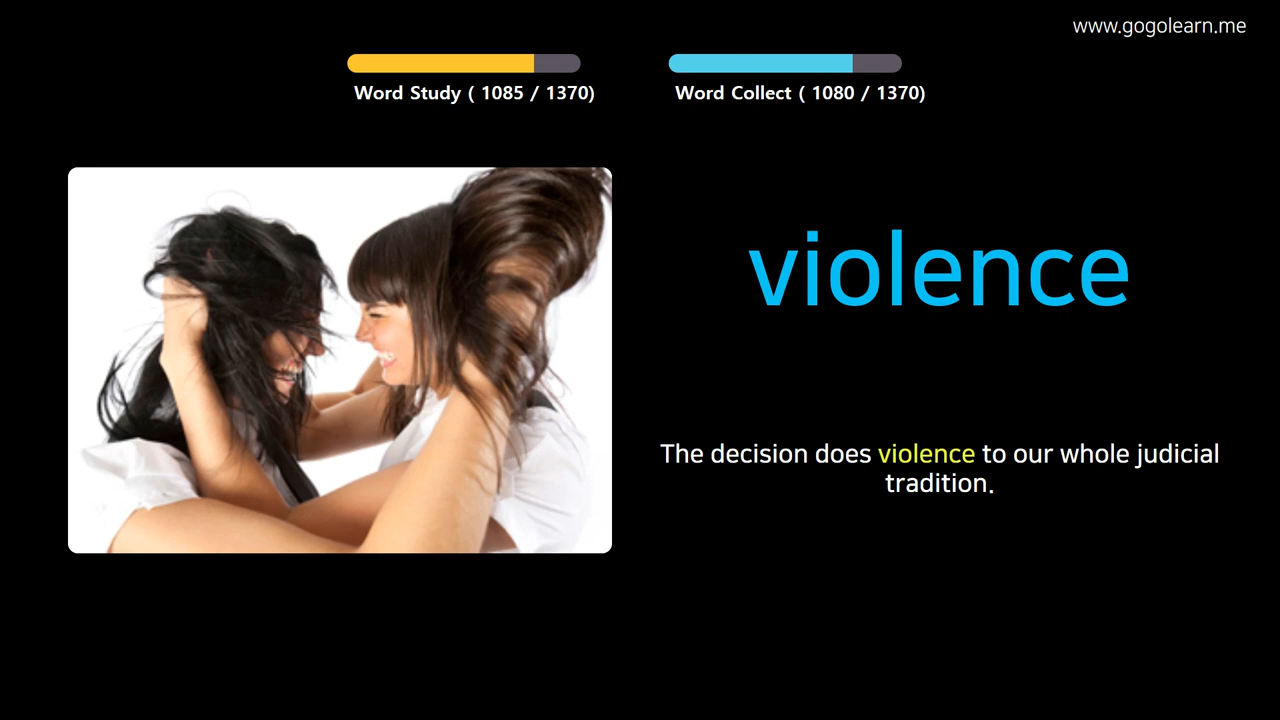 www.gogolearn.me
Word Study ( 1085 / 1370)
Word Collect ( 1080 / 1370)
violence
The decision does violence to our whole judicial
tradition.